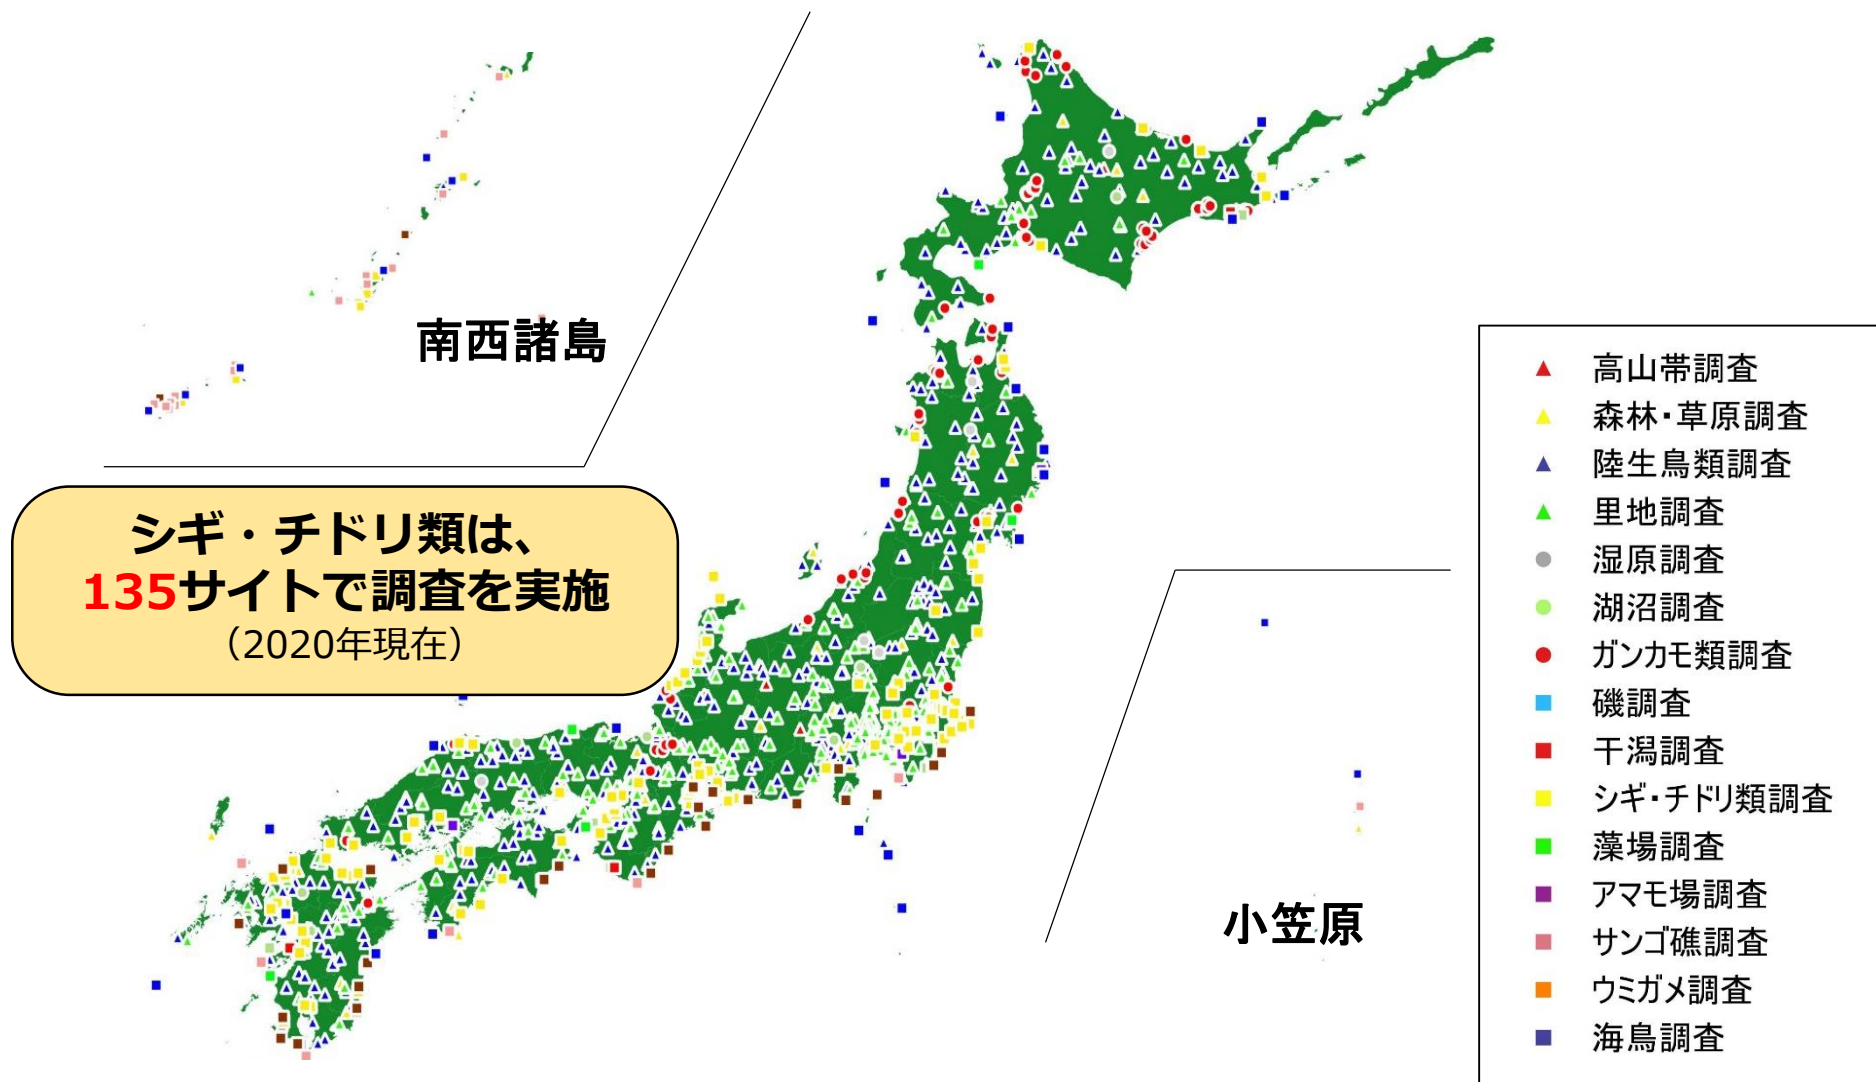 南西諸島
シギ・チドリ類は、
135サイトで調査を実施
（2020年現在）
小笠原
高山帯調査
森林・草原調査
陸生鳥類調査
里地調査
湿原調査
湖沼調査
ガンカモ類調査
磯調査
干潟調査
シギ・チドリ類調査
藻場調査
アマモ場調査
サンゴ礁調査
ウミガメ調査
海鳥調査